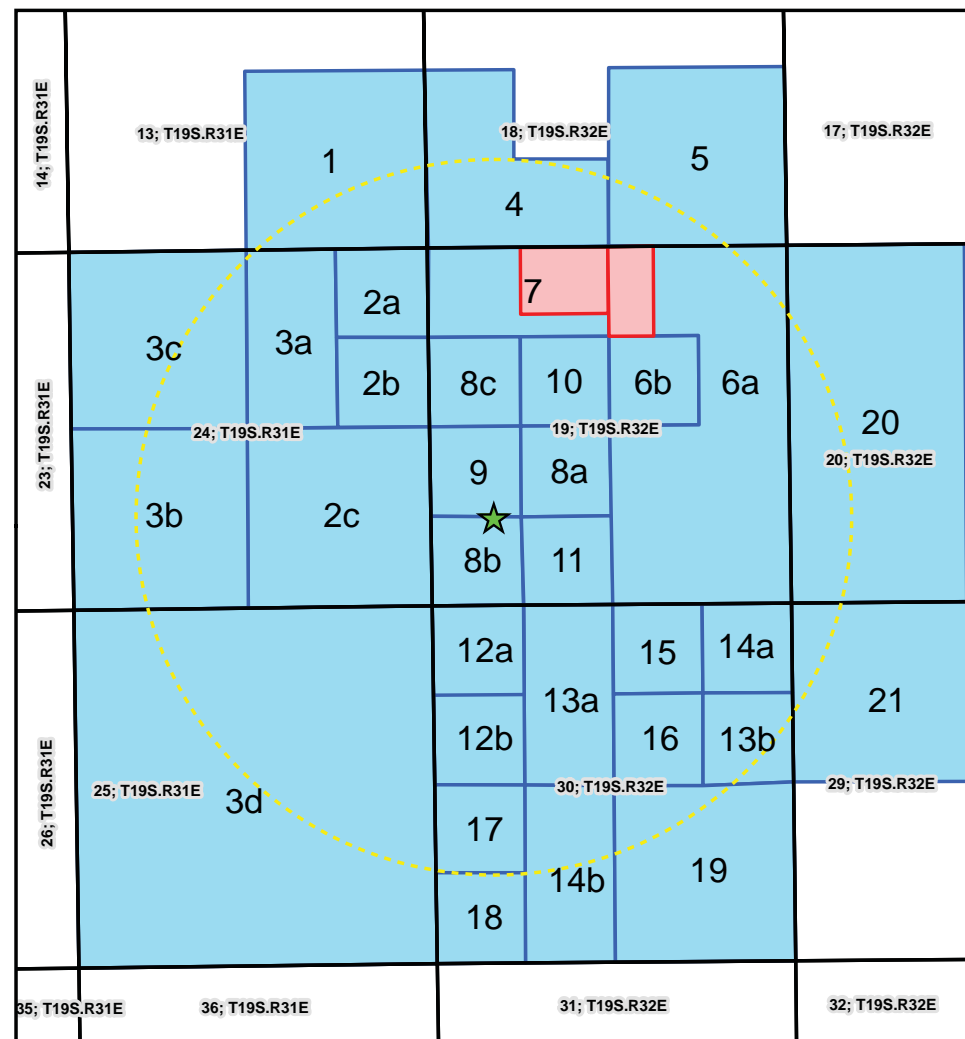 14; T19S.R31E
13; T19S.R31E
18; T19S.R32E
17; T19S.R32E
1
5
4
23; T19S.R31E
2a
7
3c
3a
2b
8c
10
6b
6a
20
24; T19S.R31E
19; T19S.R32E
20; T19S.R32E
9
8a
3b
2c
8b
11
26; T19S.R31E
12a
15
14a
13a
21
12b
16
13b
25; T19S.R31E
3d
30; T19S.R32E
29; T19S.R32E
17
14b
19
18
35; T19S.R31E
36; T19S.R31E
31; T19S.R32E
32; T19S.R32E